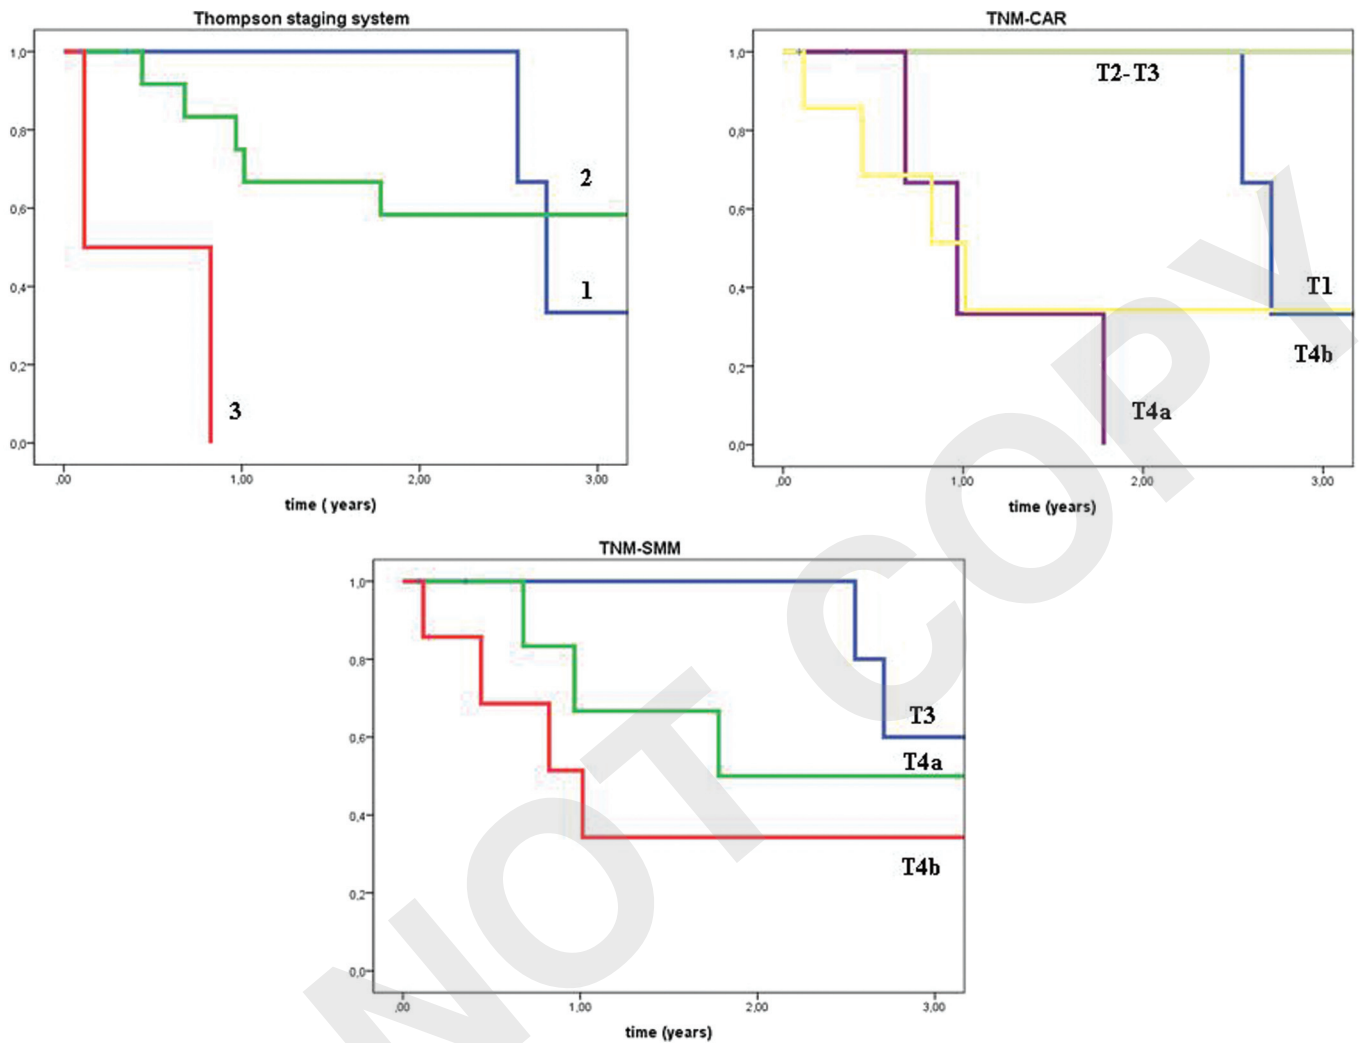 Thompson staging system
1,0
0,8
0,6
0,4
0,2
0,0
2
1
3
,00
1,00
2,00
3,00
time ( years)
TNM-CAR
1,0
0,8
0,6
0,4
0,2
0,0
T2-T3
T1
T4b
T4a
,00
1,00
2,00
3,00
time (years)
TNM-SMM
1,0
0,8
0,6
0,4
0,2
0,0
T3
T4a
T4b
,00
1,00
2,00
3,00
time (years)
NOT COPY